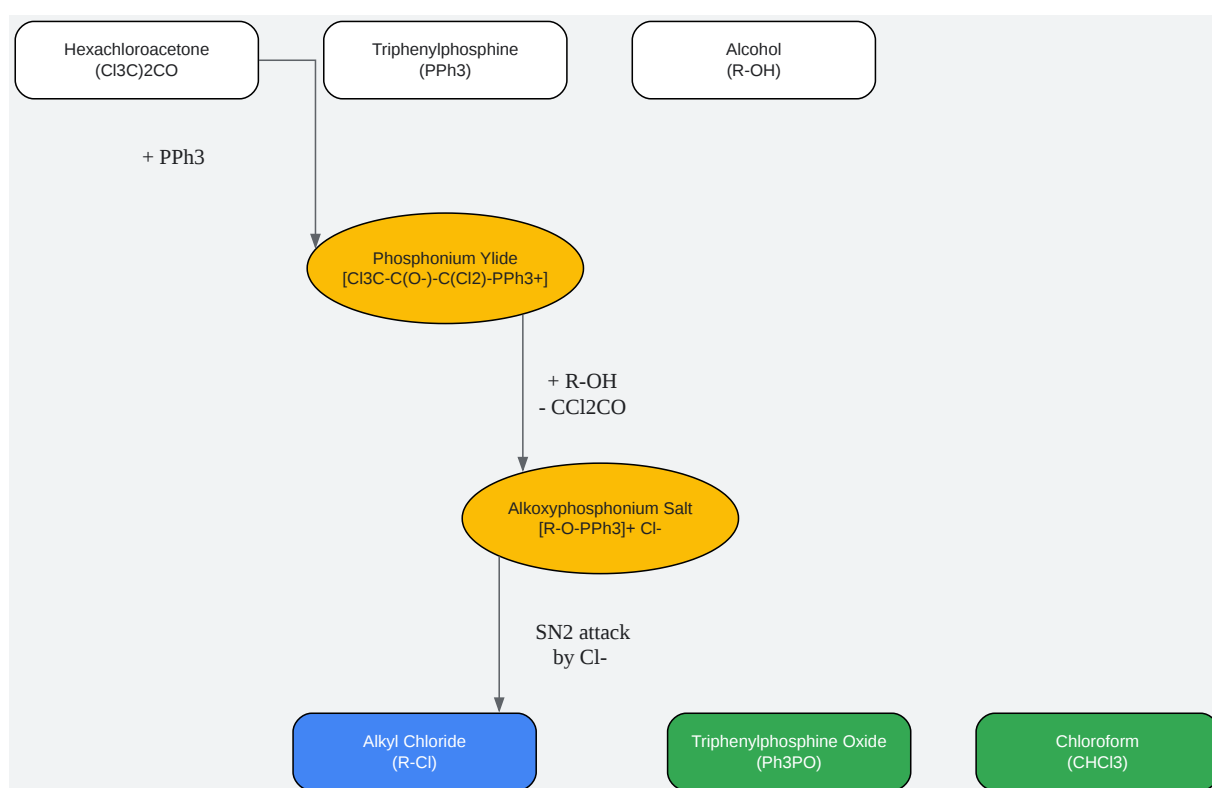 Hexachloroacetone
(Cl3C)2CO
Triphenylphosphine
(PPh3)
Alcohol
(R-OH)
+ PPh3
Phosphonium Ylide
[Cl3C-C(O-)-C(Cl2)-PPh3+]
+ R-OH
- CCl2CO
Alkoxyphosphonium Salt
[R-O-PPh3]+ Cl-
SN2 attack
by Cl-
Alkyl Chloride
(R-Cl)
Triphenylphosphine Oxide
(Ph3PO)
Chloroform
(CHCl3)